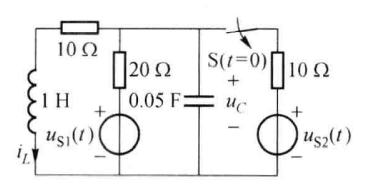 10 Ω
S(t=0)
20 Ω
10 Ω
1 H
0.05 F
+
u_C
−
+
u_S1(t)
−
+
u_S2(t)
−
i_L